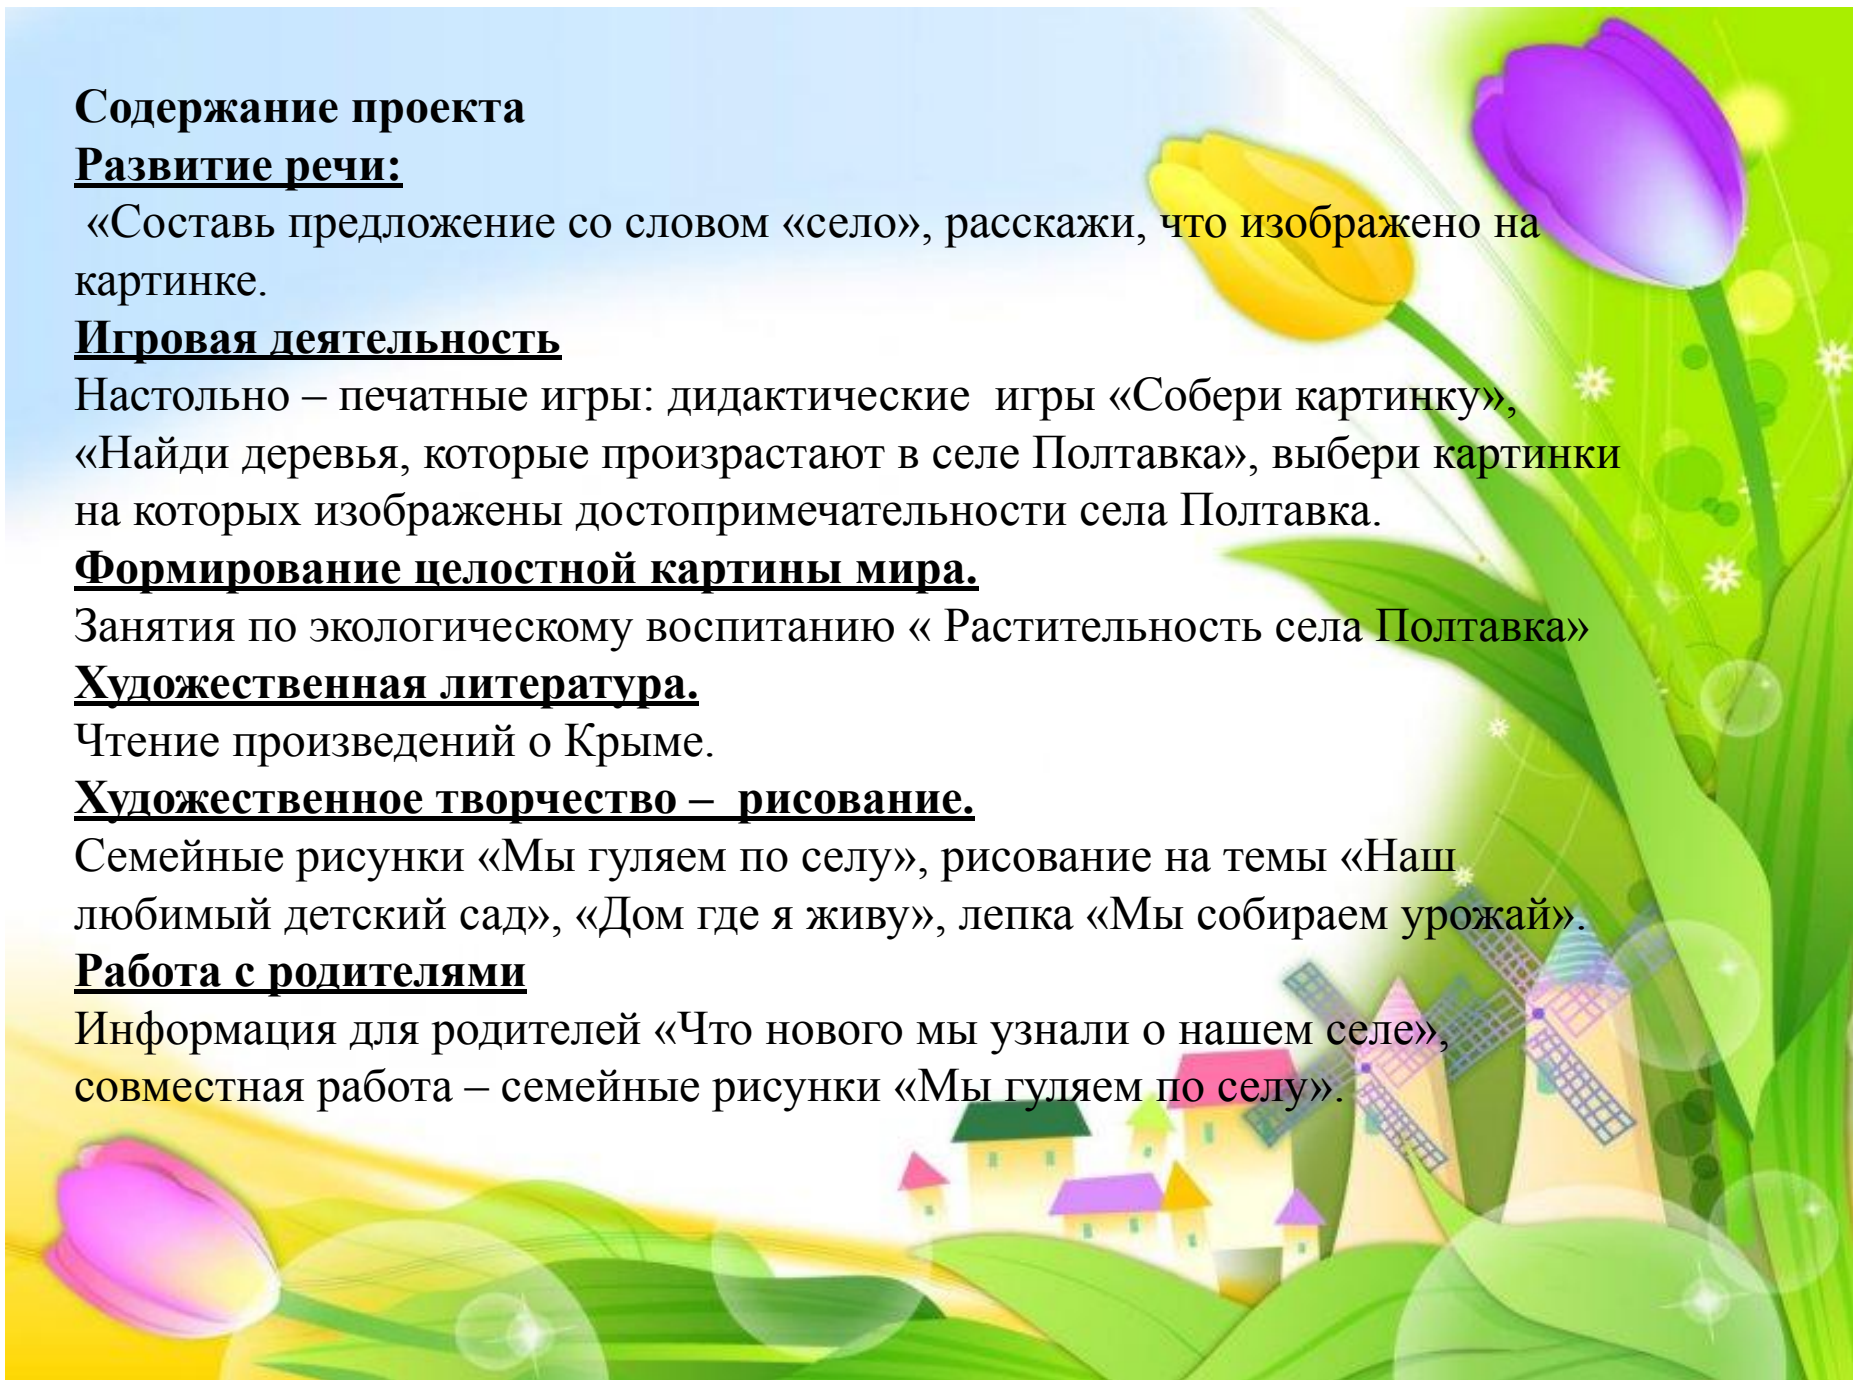 Содержание проекта
Развитие речи:
«Составь предложение со словом «село», расскажи, что изображено на
картинке.
Игровая деятельность
Настольно – печатные игры: дидактические игры «Собери картинку»,
«Найди деревья, которые произрастают в селе Полтавка», выбери картинки
на которых изображены достопримечательности села Полтавка.
Формирование целостной картины мира.
Занятия по экологическому воспитанию « Растительность села Полтавка»
Художественная литература.
Чтение произведений о Крыме.
Художественное творчество – рисование.
Семейные рисунки «Мы гуляем по селу», рисование на темы «Наш
любимый детский сад», «Дом где я живу», лепка «Мы собираем урожай».
Работа с родителями
Информация для родителей «Что нового мы узнали о нашем селе»,
совместная работа – семейные рисунки «Мы гуляем по селу».